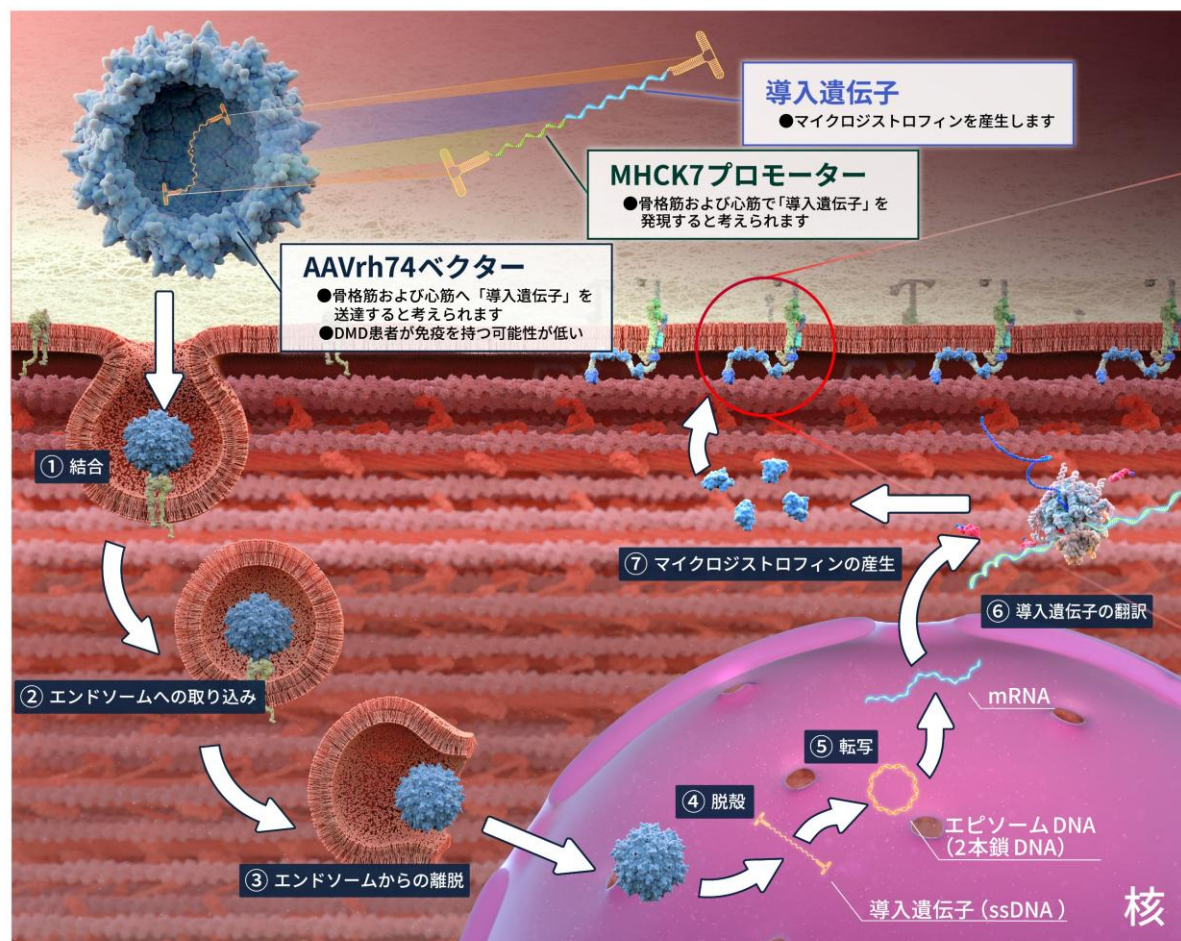 導入遺伝子
●マイクロジストロフィンを産生します
MHCK7プロモーター
●骨格筋および心筋で「導入遺伝子」を
発現すると考えられます
AAVrh74ベクター
●骨格筋および心筋へ「導入遺伝子」を
送達すると考えられます
●DMD患者が免疫を持つ可能性が低い
① 結合
② エンドソームへの取り込み
③ エンドソームからの離脱
④ 脱殻
⑤ 転写
⑥ 導入遺伝子の翻訳
⑦ マイクロジストロフィンの産生
mRNA
エピソームDNA
(2本鎖DNA)
導入遺伝子(ssDNA)
核